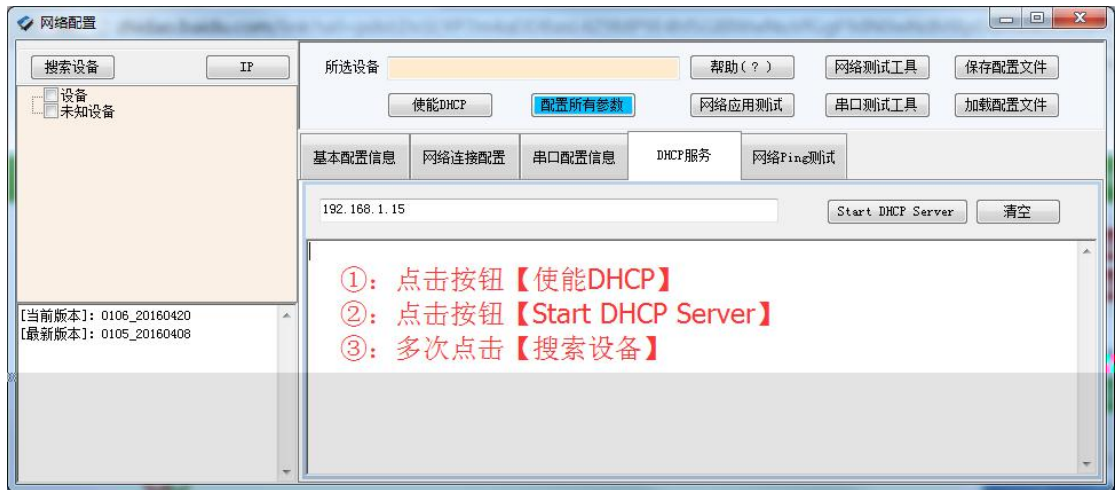 网络配置
搜索设备
IP
设备
未知设备
[当前版本]: 0106_20160420
[最新版本]: 0105_20160408
所选设备
帮助(?)
网络测试工具
保存配置文件
使能DHCP
配置所有参数
网络应用测试
串口测试工具
加载配置文件
基本配置信息
网络连接配置
串口配置信息
DHCP服务
网络Ping测试
192.168.1.15
Start DHCP Server
清空
①：点击按钮【使能DHCP】
②：点击按钮【Start DHCP Server】
③：多次点击【搜索设备】